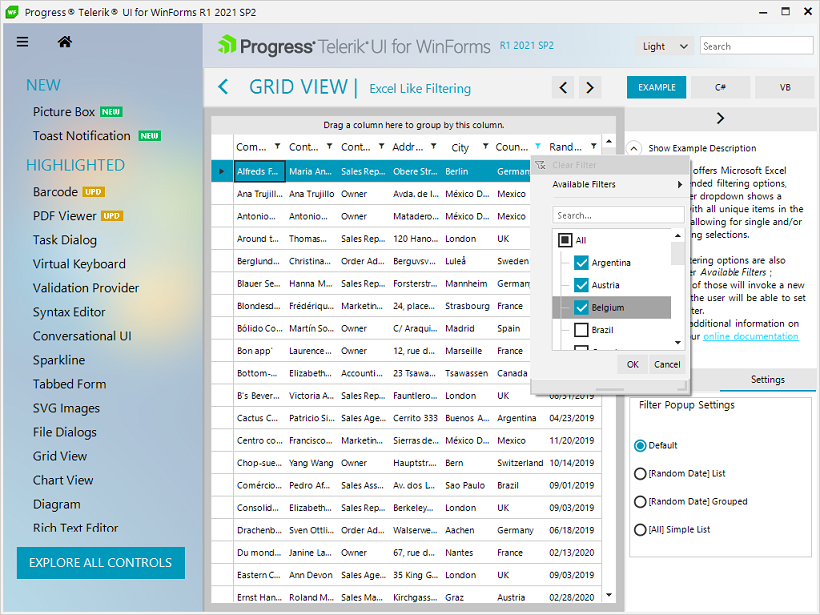 Progress® Telerik® UI for WinForms R1 2021 SP2
NEW
Picture Box NEW
Toast Notification NEW
HIGHLIGHTED
Barcode UPD
PDF Viewer UPD
Task Dialog
Virtual Keyboard
Validation Provider
Syntax Editor
Conversational UI
Sparkline
Tabbed Form
SVG Images
File Dialogs
Grid View
Chart View
Diagram
Rich Text Editor
EXPLORE ALL CONTROLS
Progress® Telerik® UI for WinForms R1 2021 SP2
Light
Search
GRID VIEW | Excel Like Filtering
EXAMPLE C# VB
Drag a column here to group by this column.
Com... Cont... Cont... Addr... City Coun... Rand...
Alfreds F... Maria An... Sales Rep... Obere Str... Berlin German
Ana Trujill... Ana Trujillo Owner Avda. de l... México D... Mexico
Antonio... Antonio... Owner Matadero... México D... Mexico
Around t... Thomas... Sales Rep... 120 Hano... London UK
Berglund... Christina... Order Ad... Berguvsv... Luleå Sweden
Blauer Se... Hanna M... Sales Rep... Forsterstr... Mannheim German
Blondesd... Frédériqu... Marketin... 24, place... Strasbourg France
Bólido Co... Martín So... Owner C/ Araqui... Madrid Spain
Bon app' Laurence... Owner 12, rue d... Marseille France
Bottom-... Elizabeth... Accounti... 23 Tsawa... Tsawassen Canada
B's Bever... Victoria A... Sales Rep... Fauntlero... London UK 08/31/2019
Cactus C... Patricio Si... Sales Age... Cerrito 333 Buenos A... Argentina 04/23/2019
Centro co... Francisco... Marketin... Sierras de... México D... Mexico 11/20/2019
Chop-sue... Yang Wang Owner Hauptstr... Bern Switzerland 10/14/2019
Comércio... Pedro Af... Sales Ass... Av. dos L... Sao Paulo Brazil 09/01/2019
Consolid... Elizabeth... Sales Rep... Berkeley... London UK 09/03/2019
Drachenb... Sven Ottli... Order Ad... Walserwe... Aachen Germany 06/18/2019
Du mond... Janine La... Owner 67, rue d... Nantes France 02/13/2020
Eastern C... Ann Devon Sales Age... 35 King G... London UK 09/03/2019
Ernst Han... Roland M... Sales Ma... Kirchgass... Graz Austria 02/28/2020
Clear Filter
Available Filters
Search...
All
Argentina
Austria
Belgium
Brazil
OK Cancel
Show Example Description
offers Microsoft Excel
nded filtering options,
er dropdown shows a
with all unique items in the
allowing for single and/or
ng selections.
tering options are also
er Available Filters ;
of those will invoke a new
the user will be able to set
ter.
additional information on
ur online documentation
Settings
Filter Popup Settings
Default
[Random Date] List
[Random Date] Grouped
[All] Simple List